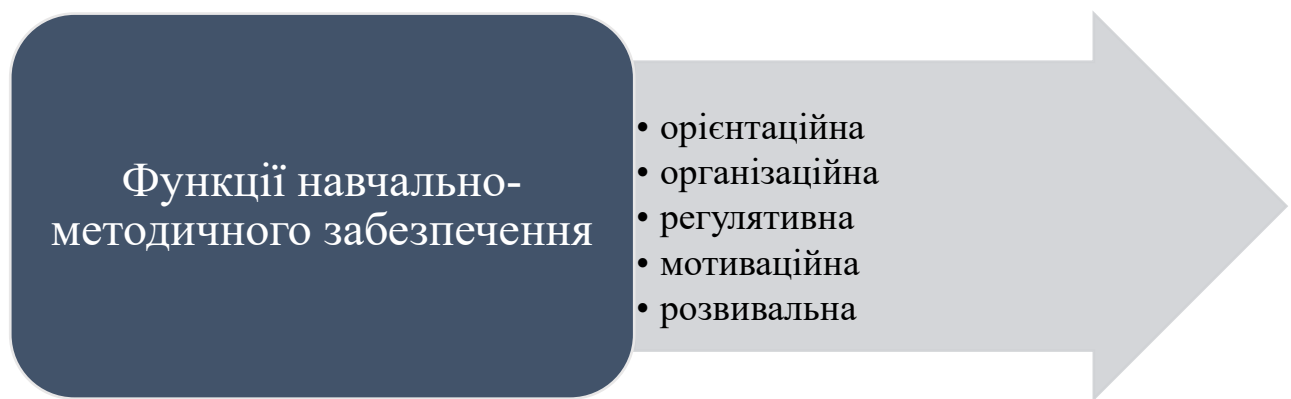 Функції навчально-
методичного забезпечення
• орієнтаційна
• організаційна
• регулятивна
• мотиваційна
• розвивальна